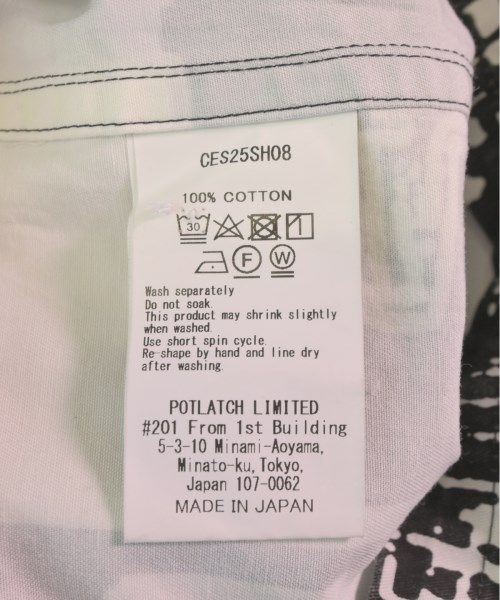 CES25SH08
100% COTTON
30
F W
Wash separately
Do not soak.
This product may shrink slightly
when washed.
Use short spin cycle.
Re-shape by hand and line dry
after washing.
POTLATCH LIMITED
#201 From 1st Building
5-3-10 Minami-Aoyama,
Minato-ku, Tokyo,
Japan 107-0062
MADE IN JAPAN